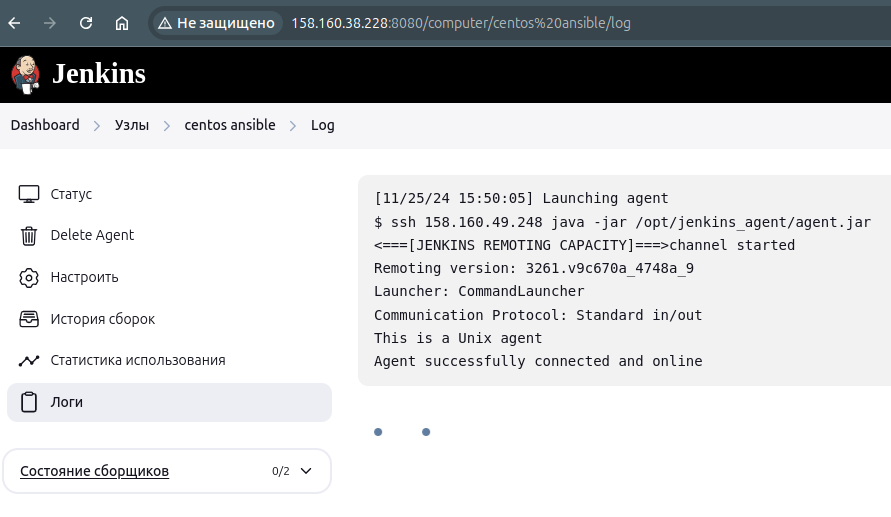 Не защищено 158.160.38.228:8080/computer/centos%20ansible/log
Jenkins
Dashboard Узлы centos ansible Log
Статус
Delete Agent
Настроить
История сборок
Статистика использования
Логи
Состояние сборщиков 0/2
[11/25/24 15:50:05] Launching agent
$ ssh 158.160.49.248 java -jar /opt/jenkins_agent/agent.jar
<===[JENKINS REMOTING CAPACITY]===>channel started
Remoting version: 3261.v9c670a_4748a_9
Launcher: CommandLauncher
Communication Protocol: Standard in/out
This is a Unix agent
Agent successfully connected and online